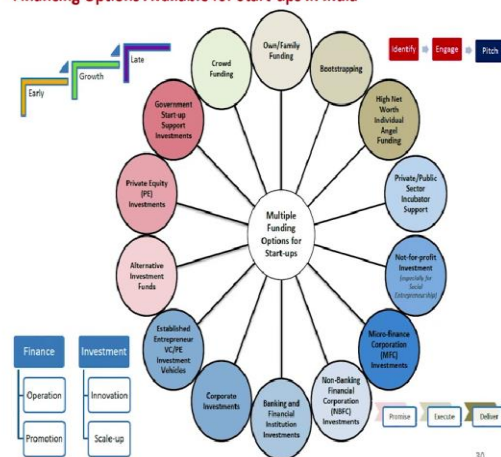 Financing Options Available for Start-ups in India
Early
Growth
Late
Identify
Engage
Pitch
Own/Family
Funding
Bootstrapping
High Net
Worth
Individual
Angel
Funding
Private/Public
Sector
Incubator
Support
Not-for-profit
Investment
(especially for
Social
Entrepreneurship)
Micro-finance
Corporation
(MFC)
Investments
Non-Banking
Financial
Corporation
(NBFC)
Investments
Banking and
Financial
Institution
Investments
Corporate
Investments
Established
Entrepreneur
VC/PE
Investment
Vehicles
Alternative
Investment
Funds
Private Equity
(PE)
Investments
Government
Start-up
Support
Investments
Crowd
Funding
Multiple
Funding
Options for
Start-ups
Finance
Operation
Promotion
Investment
Innovation
Scale-up
Promise
Execute
Deliver
30